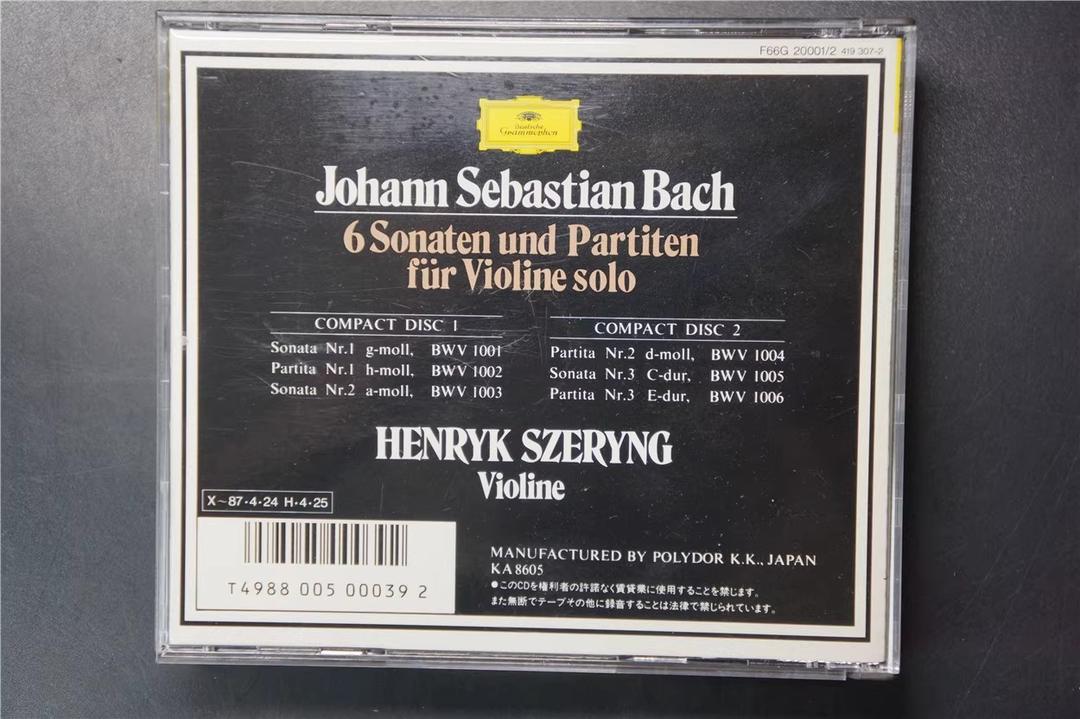 F66G 20001/2 419 307-2
Deutsche
Grammophon
Johann Sebastian Bach
6 Sonaten und Partiten
für Violine solo
COMPACT DISC 1
Sonata Nr.1 g-moll, BWV 1001
Partita Nr.1 h-moll, BWV 1002
Sonata Nr.2 a-moll, BWV 1003
COMPACT DISC 2
Partita Nr.2 d-moll, BWV 1004
Sonata Nr.3 C-dur, BWV 1005
Partita Nr.3 E-dur, BWV 1006
HENRYK SZERYNG
Violine
X~87・4・24 H・4・25
T4988 005 00039 2
MANUFACTURED BY POLYDOR K.K., JAPAN
KA 8605
●このCDを権利者の許諾なく賃貸業に使用することを禁じます。
また無断でテープその他に録音することは法律で禁じられています。